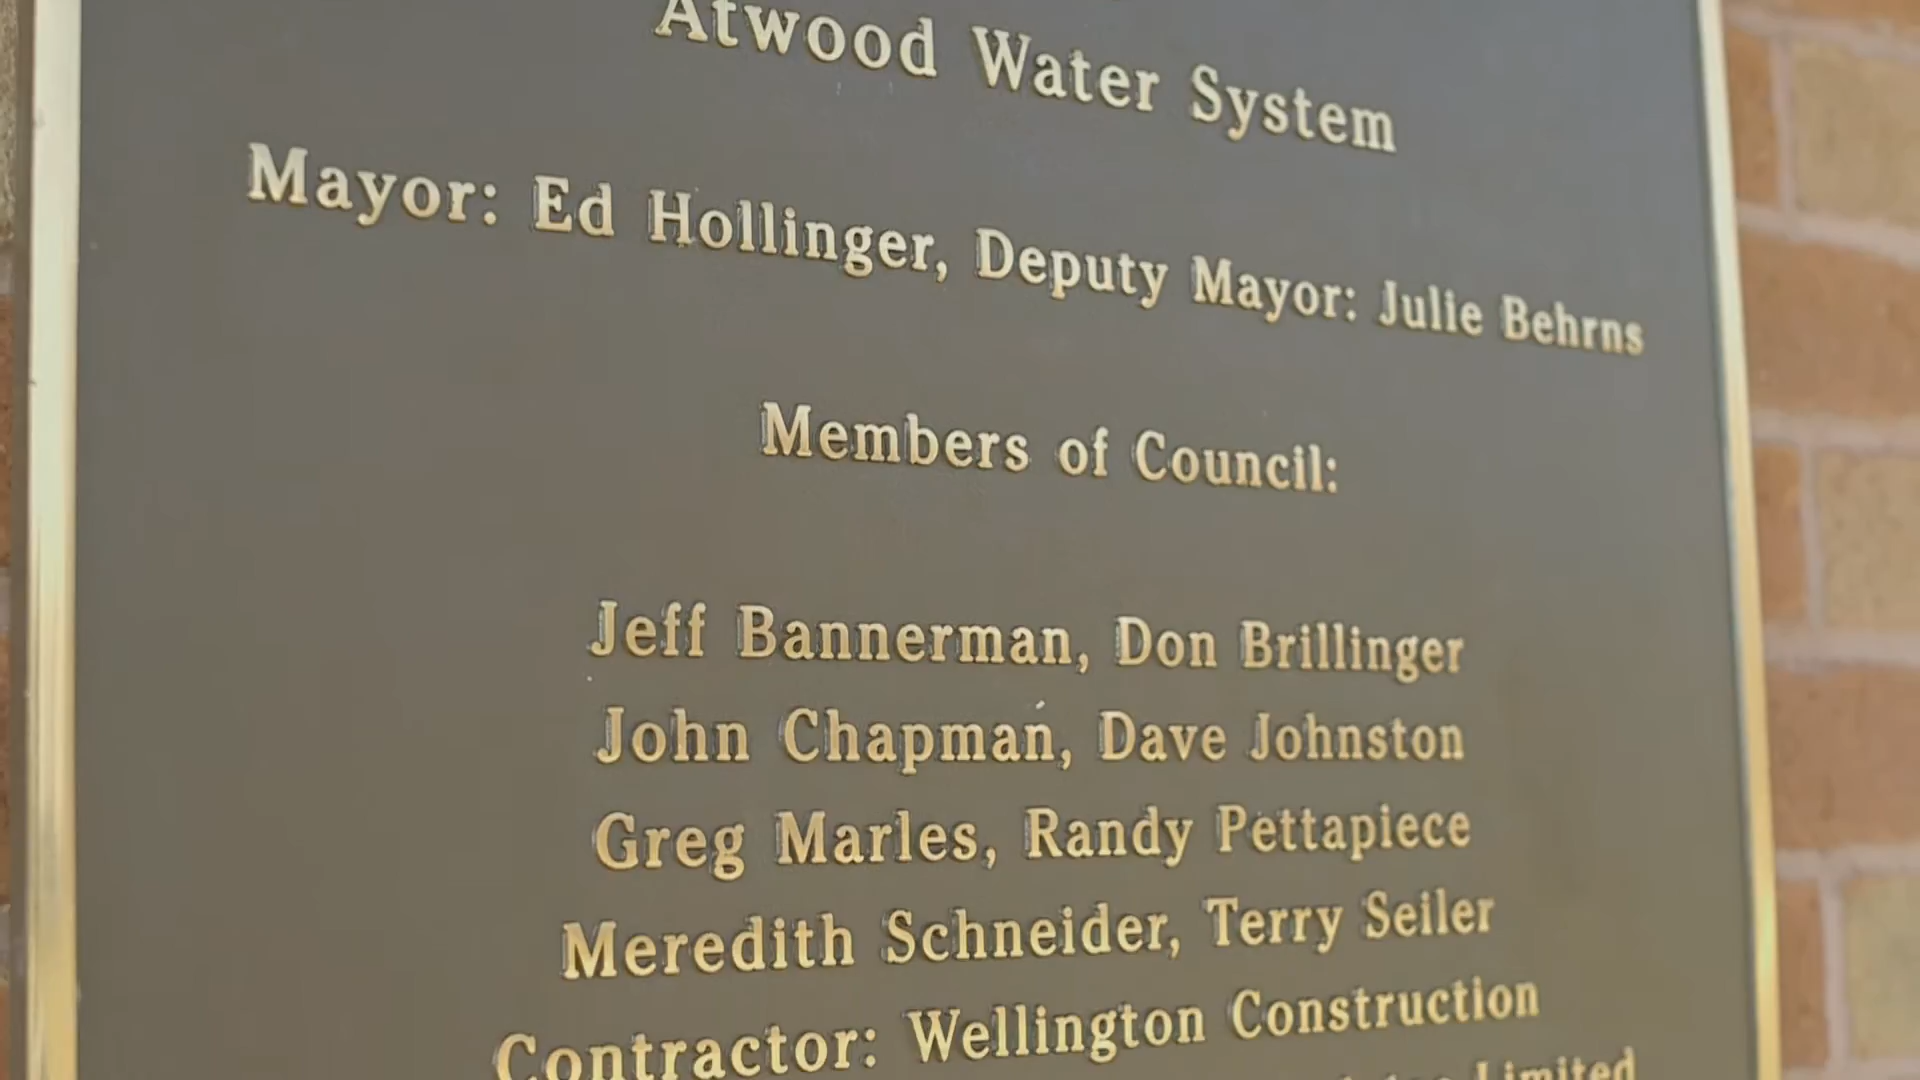 Atwood Water System
Mayor: Ed Hollinger, Deputy Mayor: Julie Behrns
Members of Council:
Jeff Bannerman, Don Brillinger
John Chapman, Dave Johnston
Greg Marles, Randy Pettapiece
Meredith Schneider, Terry Seiler
Contractor: Wellington Construction
Limited